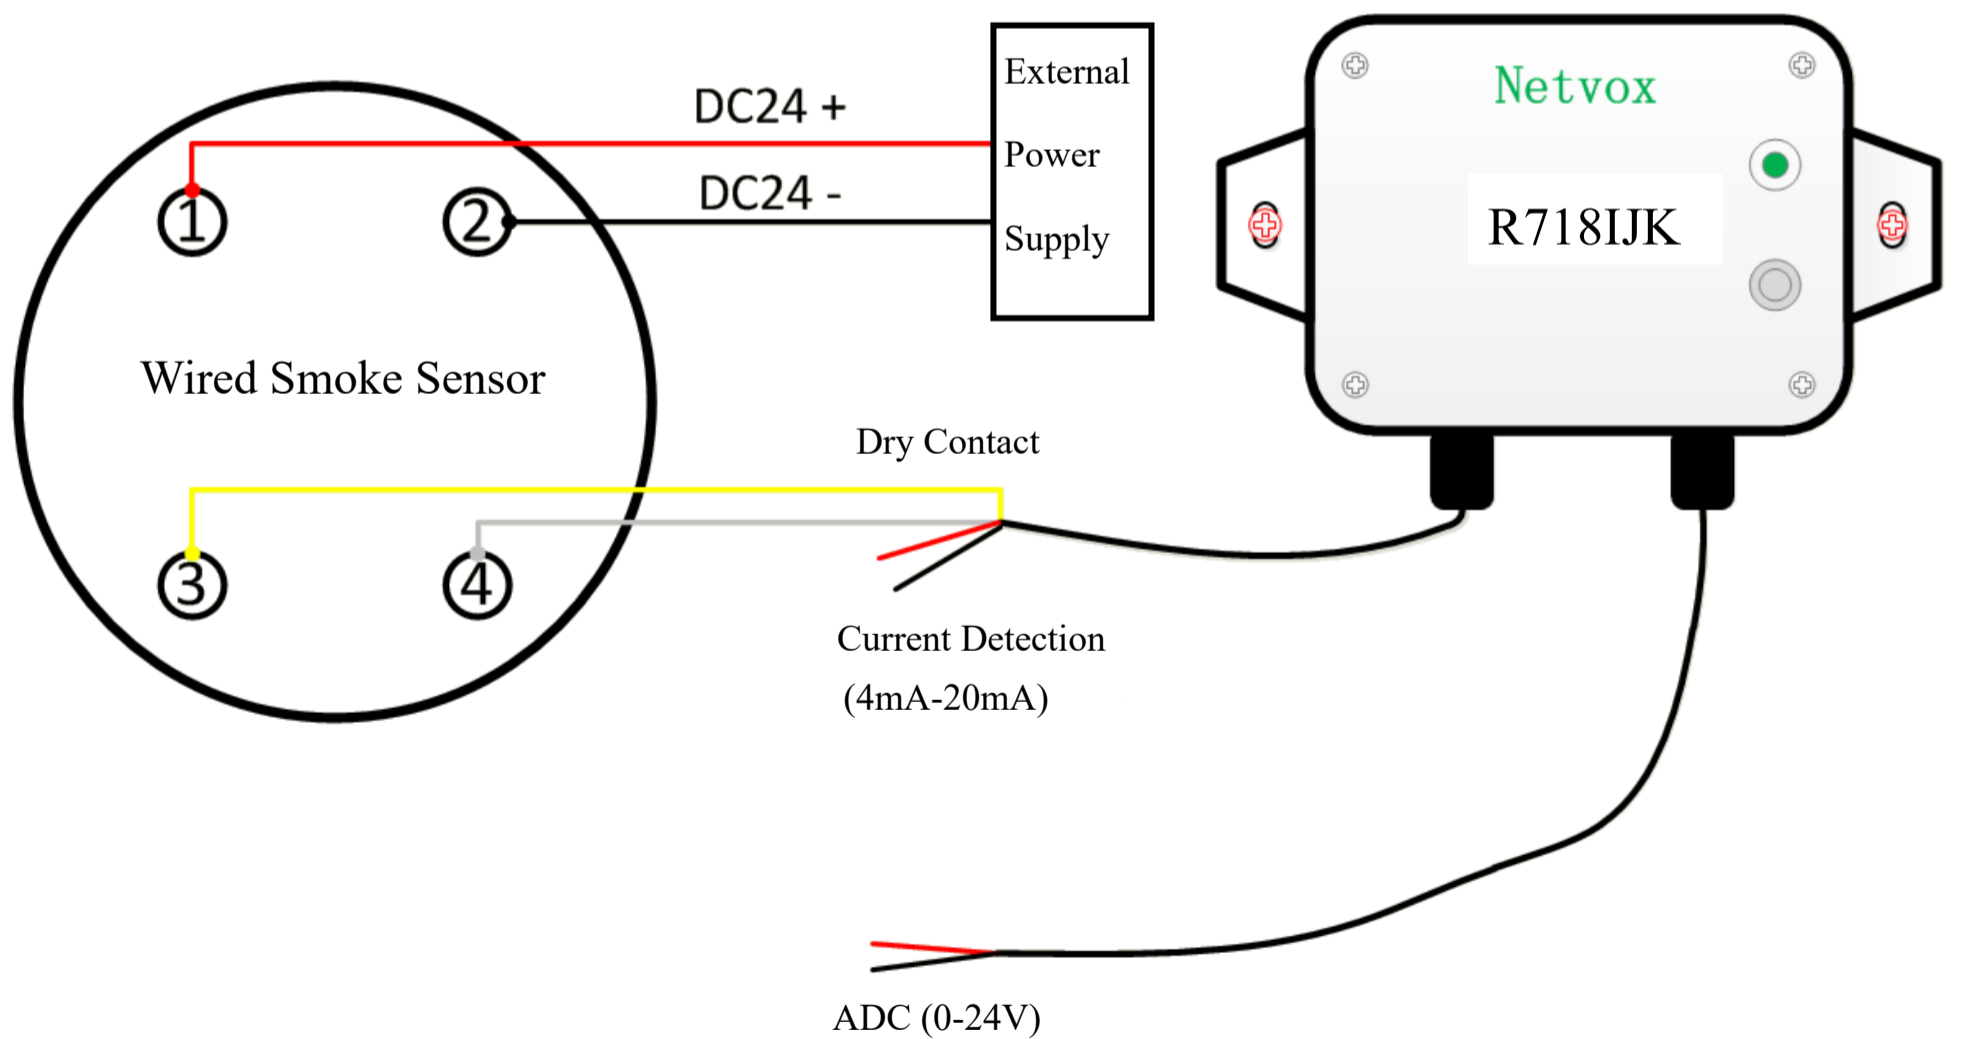 DC24 +
DC24 -
External
Power
Supply
Netvox
R718IJK
1
2
Wired Smoke Sensor
3
4
Dry Contact
Current Detection
(4mA-20mA)
ADC (0-24V)